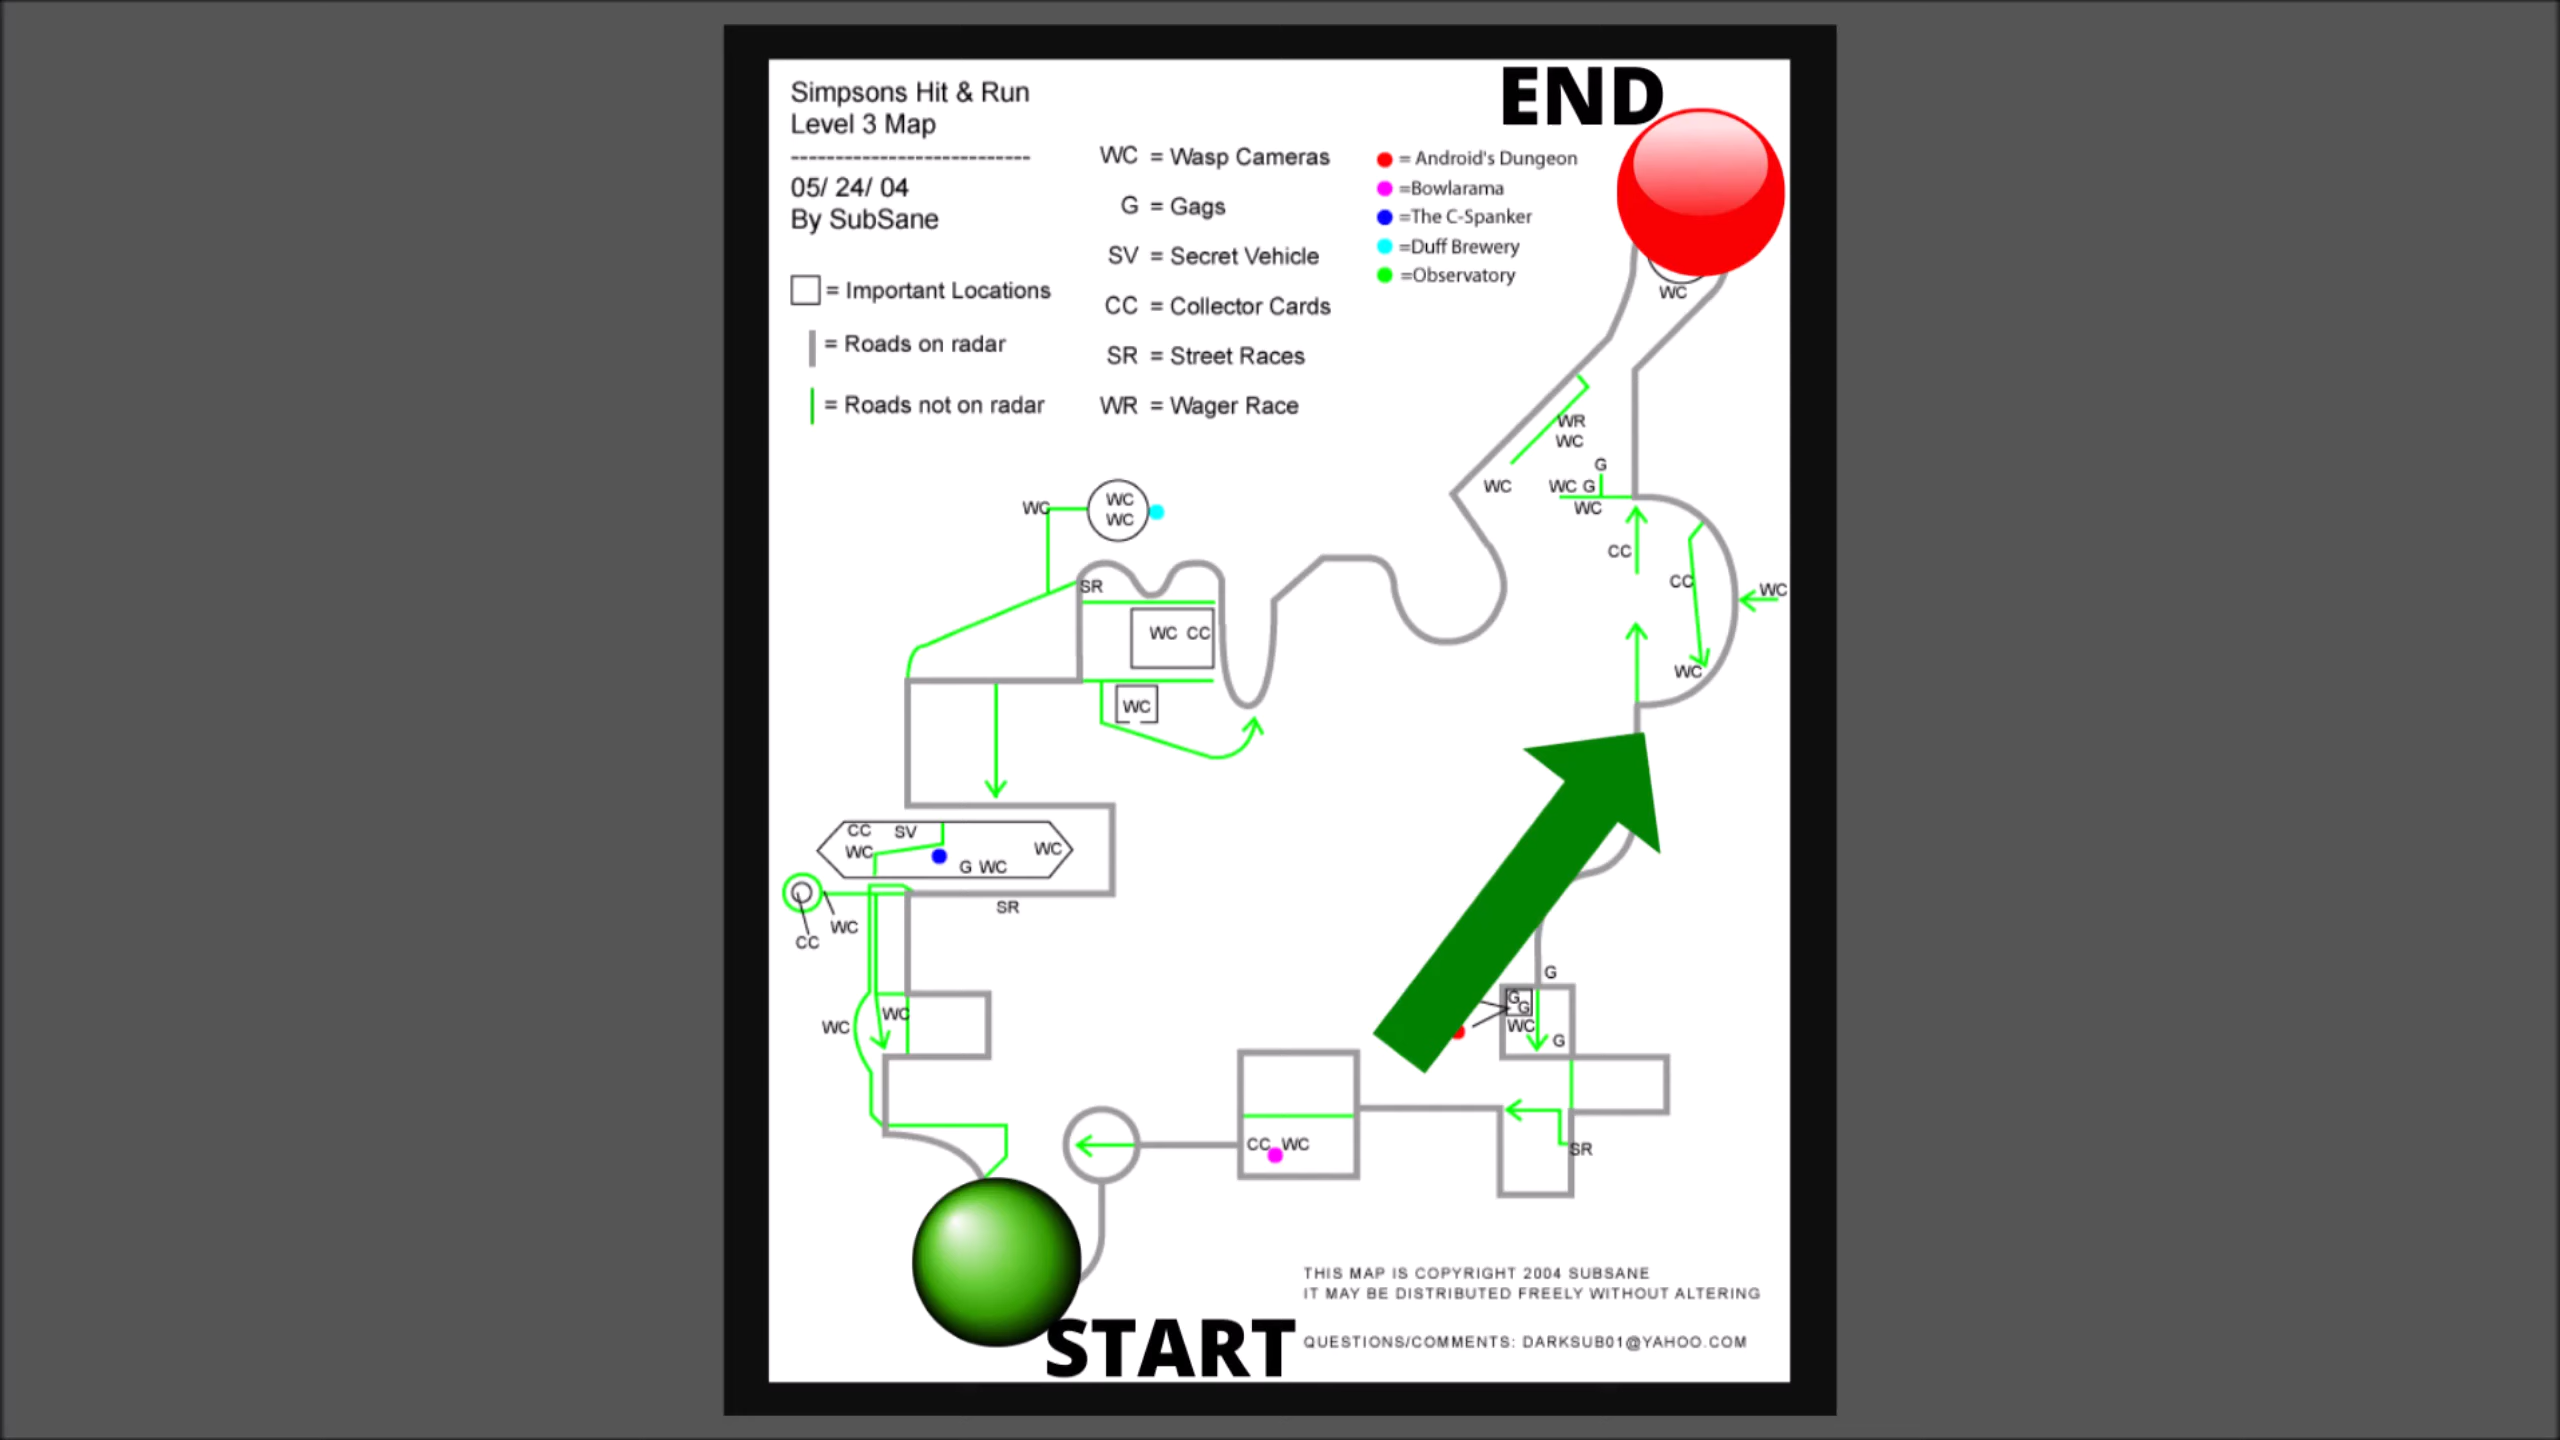 Simpsons Hit & Run
Level 3 Map
---------------------------
05/ 24/ 04
By SubSane
= Important Locations
= Roads on radar
= Roads not on radar
WC = Wasp Cameras
G = Gags
SV = Secret Vehicle
CC = Collector Cards
SR = Street Races
WR = Wager Race
END
= Android's Dungeon
=Bowlarama
=The C-Spanker
=Duff Brewery
=Observatory
WC
WR
WC
G
WC
WC G
WC
WC
WC
WC
SR
CC
CC
WC
WC CC
WC
WC
CC SV
WC
WC
G WC
SR
WC
CC
G
G
G
WC
WC
WC
G
CC WC
SR
THIS MAP IS COPYRIGHT 2004 SUBSANE
IT MAY BE DISTRIBUTED FREELY WITHOUT ALTERING
START
QUESTIONS/COMMENTS: DARKSUB01@YAHOO.COM